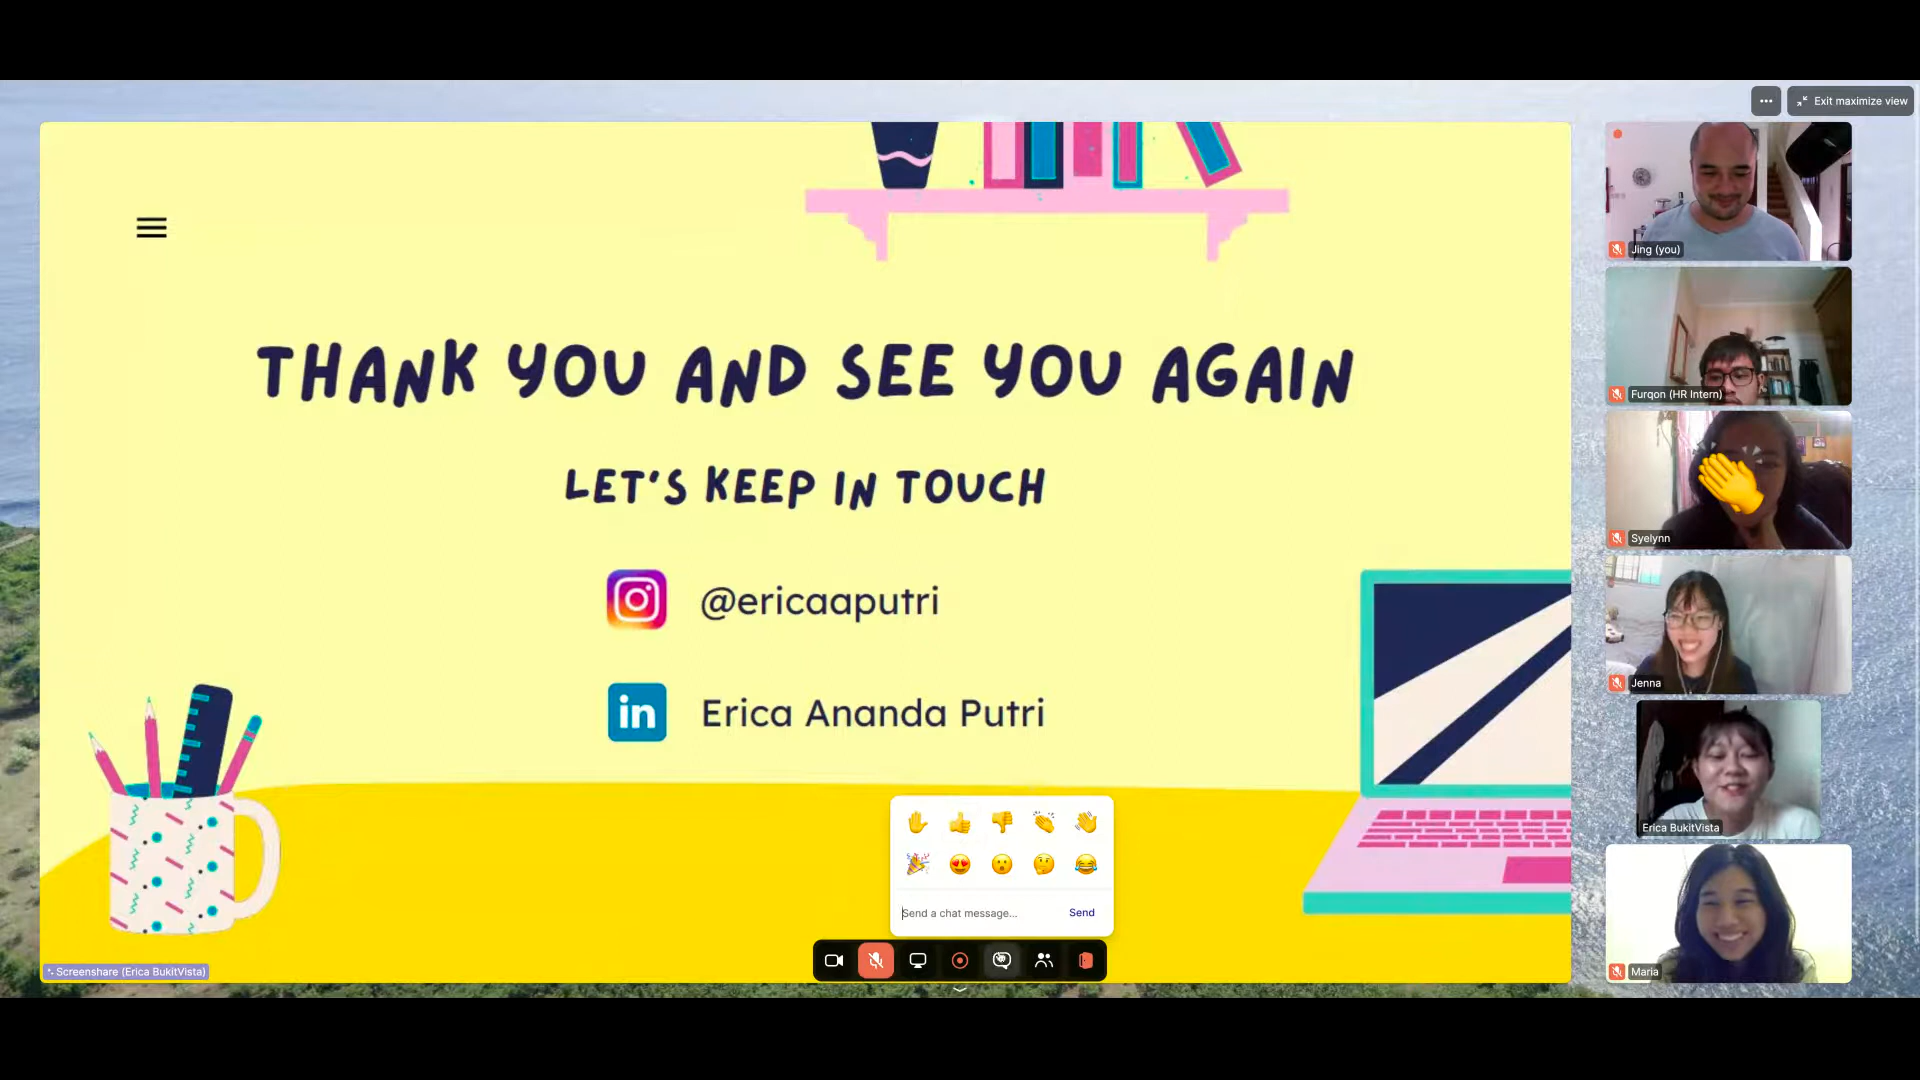 Exit maximize view
THANK YOU AND SEE YOU AGAIN
LET'S KEEP IN TOUCH
@ericaaputri
in
Erica Ananda Putri
Send a chat message...
Send
Screenshare (Erica BukitVista)
Jing (you)
Furqon (HR Intern)
Syelynn
Jenna
Erica BukitVista
Maria